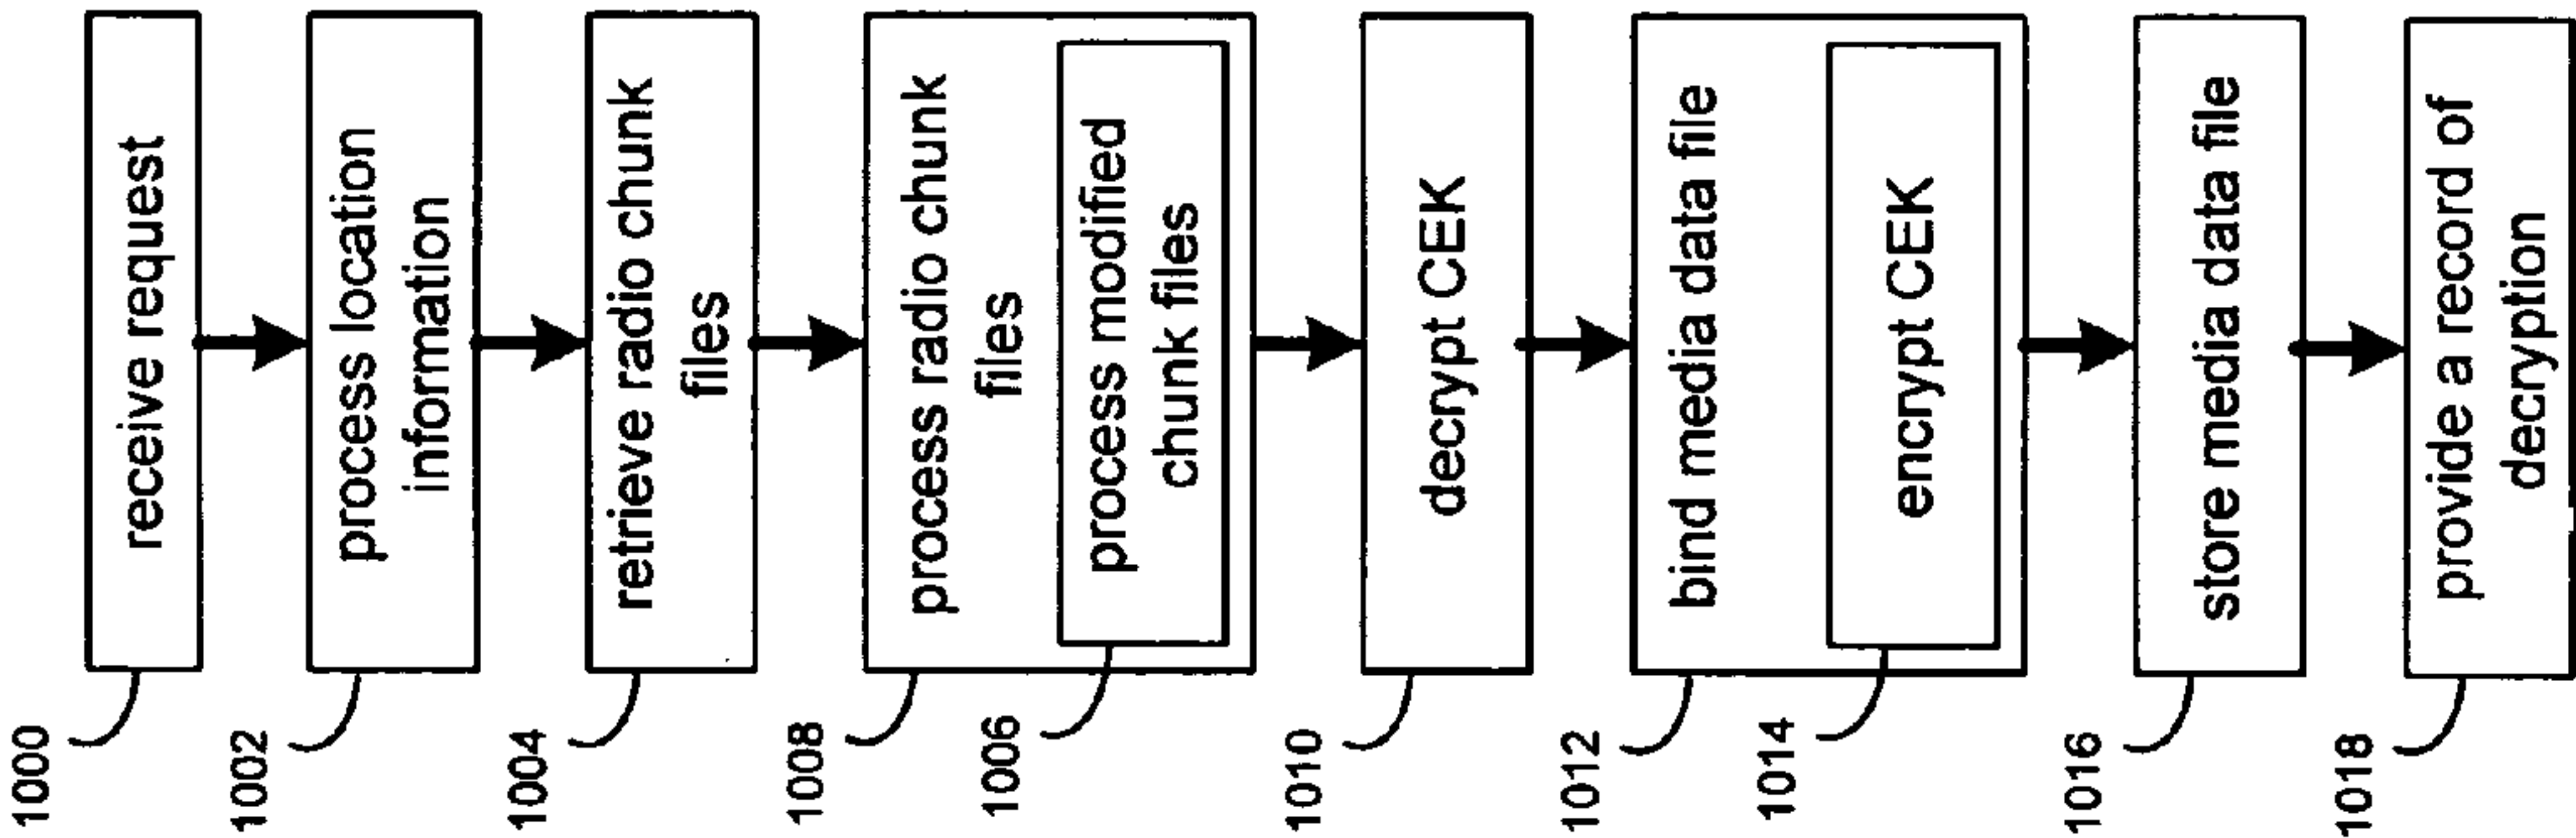 1000
receive request
1002
process location
information
1004
retrieve radio chunk
files
1008
process radio chunk
files
1006
process modified
chunk files
1010
decrypt CEK
1012
bind media data file
1014
encrypt CEK
1016
store media data file
1018
provide a record of
decryption